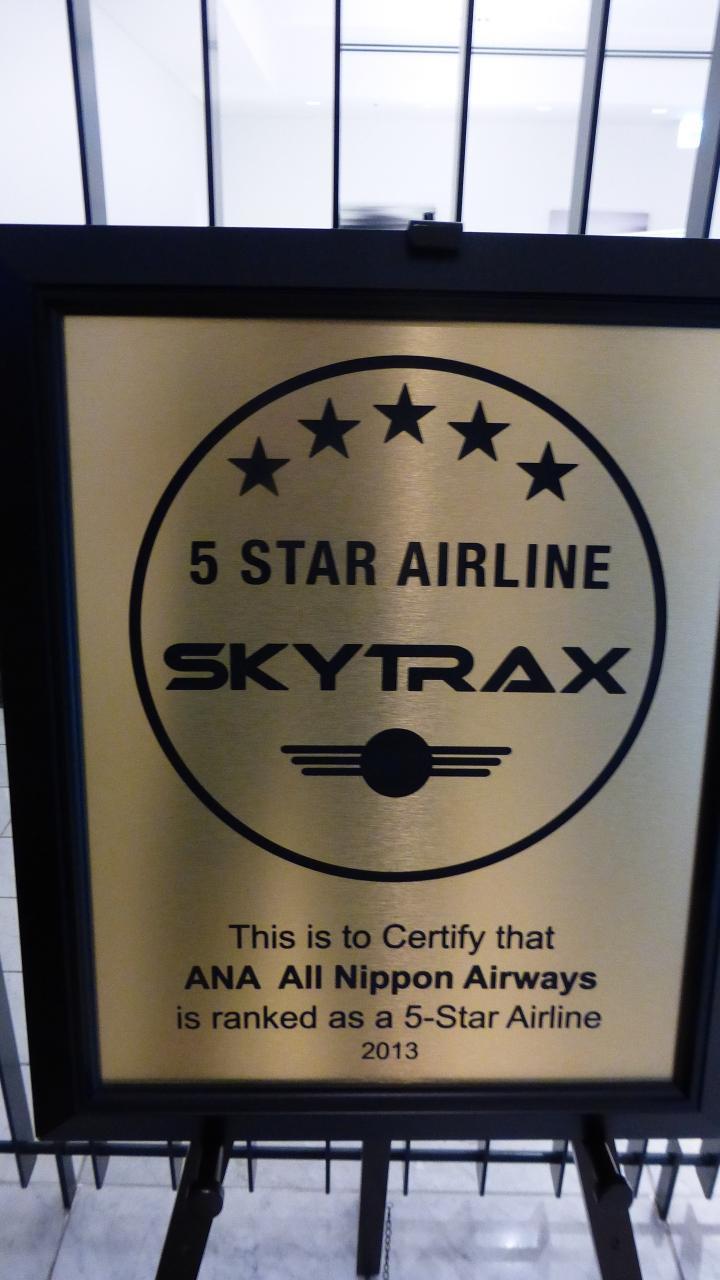 5 STAR AIRLINE
SKYTRAX
This is to Certify that
ANA All Nippon Airways
is ranked as a 5-Star Airline
2013